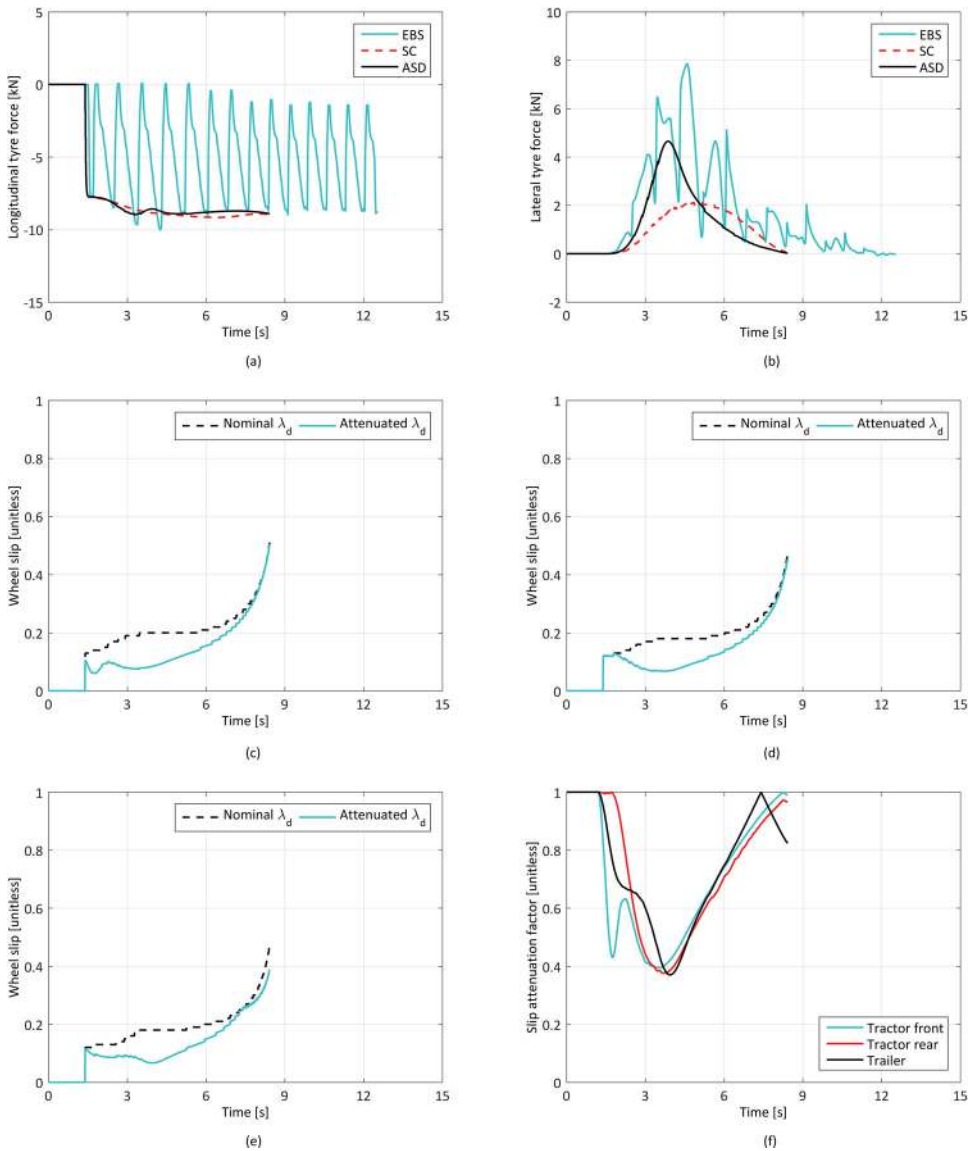 5
0
-5
-10
-15
Longitudinal tyre force [kN]
EBS
SC
ASD
0 3 6 9 12 15
Time [s]
(a)
10
8
6
4
2
0
-2
Lateral tyre force [kN]
EBS
SC
ASD
0 3 6 9 12 15
Time [s]
(b)
1
0.8
0.6
0.4
0.2
0
Wheel slip [unitless]
Nominal λd Attenuated λd
0 3 6 9 12 15
Time [s]
(c)
1
0.8
0.6
0.4
0.2
0
Wheel slip [unitless]
Nominal λd Attenuated λd
0 3 6 9 12 15
Time [s]
(d)
1
0.8
0.6
0.4
0.2
0
Wheel slip [unitless]
Nominal λd Attenuated λd
0 3 6 9 12 15
Time [s]
(e)
1
0.8
0.6
0.4
0.2
0
Slip attenuation factor [unitless]
Tractor front
Tractor rear
Trailer
0 3 6 9 12 15
Time [s]
(f)